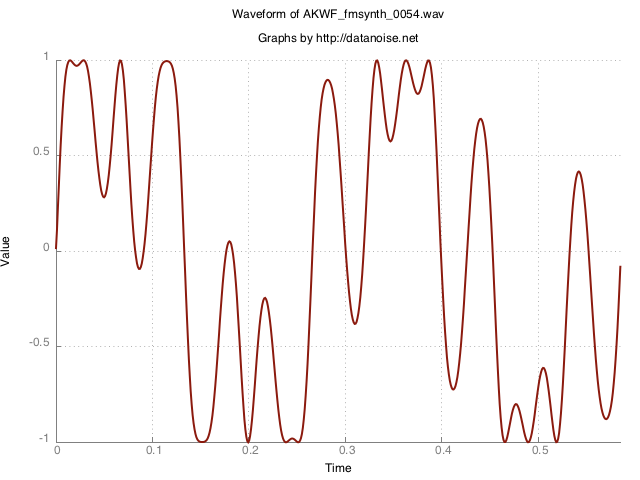 Waveform of AKWF_fmsynth_0054.wav
Graphs by http://datanoise.net
1
0.5
0
-0.5
-1
Value
0 0.1 0.2 0.3 0.4 0.5
Time